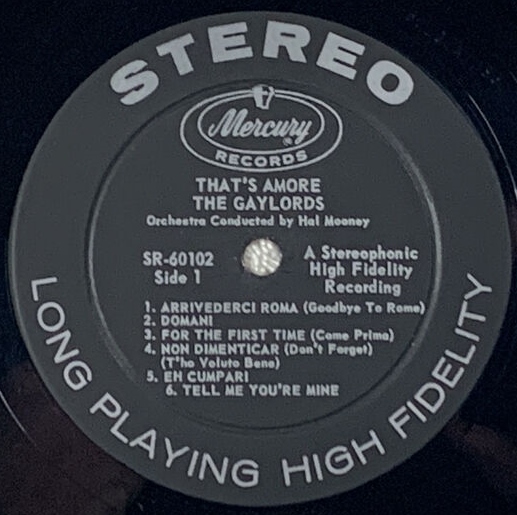 STEREO
Mercury
®
RECORDS
THAT'S AMORE
THE GAYLORDS
Orchestra Conducted by Hal Mooney
SR-60102
Side 1
A Stereophonic
High Fidelity
Recording
1. ARRIVEDERCI ROMA (Goodbye To Rome)
2. DOMANI
3. FOR THE FIRST TIME (Come Prima)
4. NON DIMENTICAR (Don't Forget)
(T'ho Voluto Bene)
5. EH CUMPARI
6. TELL ME YOU'RE MINE
LONG PLAYING HIGH FIDELITY